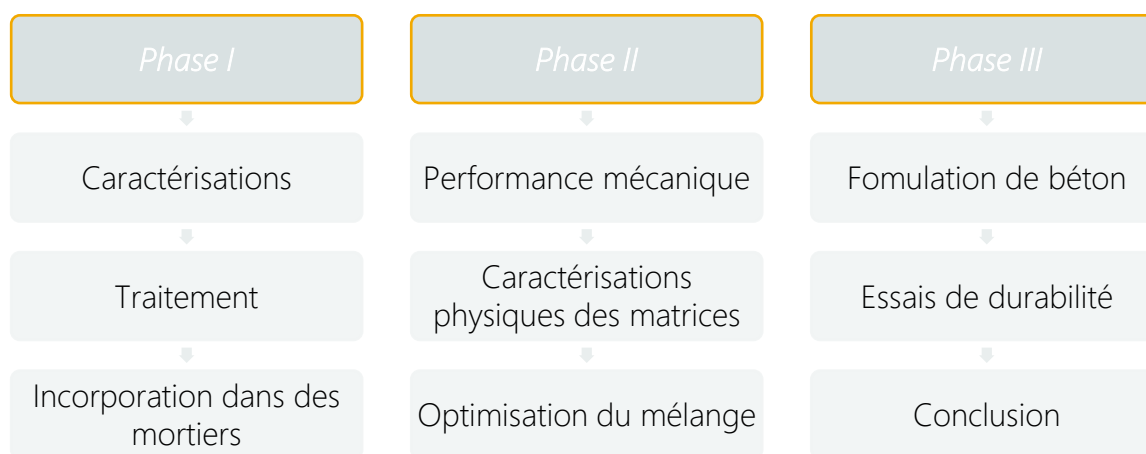 Phase I
Caractérisations
Traitement
Incorporation dans des
mortiers
Phase II
Performance mécanique
Caractérisations
physiques des matrices
Optimisation du mélange
Phase III
Fomulation de béton
Essais de durabilité
Conclusion